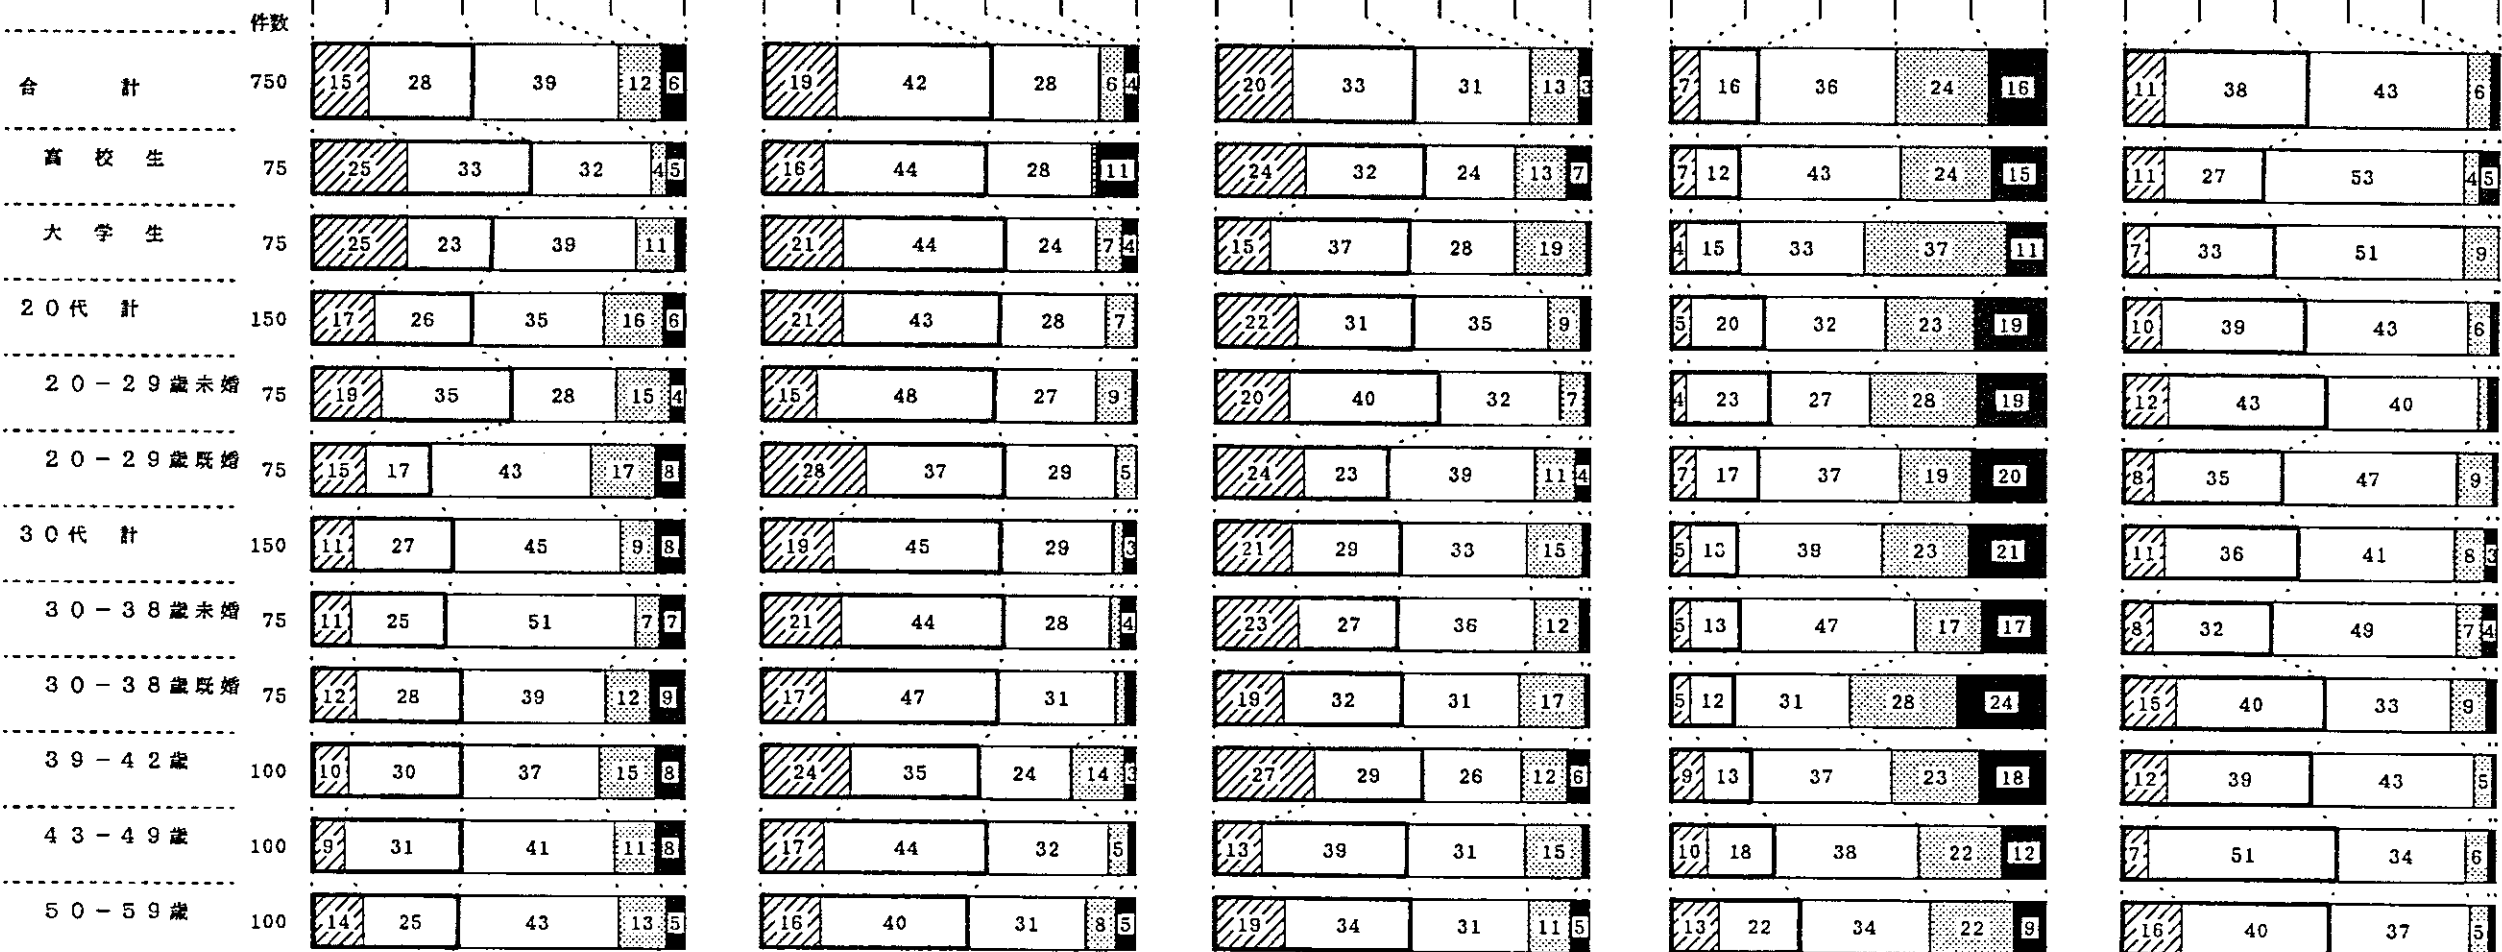 件数
合計 750 15 28 39 12 6 19 42 28 6 4 20 33 31 13 3 7 16 36 24 16 11 38 43 6
高校生 75 25 33 32 4 5 16 44 28 11 24 32 24 13 7 7 12 43 24 15 11 27 53 4 5
大学生 75 25 23 39 11 21 44 24 7 4 15 37 28 19 4 15 33 37 11 7 33 51 9
20代 計 150 17 26 35 16 6 21 43 28 7 22 31 35 9 5 20 32 23 19 10 39 43 6
20-29歳未婚 75 19 35 28 15 4 15 48 27 9 20 40 32 7 4 23 27 28 19 12 43 40
20-29歳既婚 75 15 17 43 17 8 28 37 29 5 24 23 39 11 4 7 17 37 19 20 8 35 47 9
30代 計 150 11 27 45 9 8 19 45 29 3 21 29 33 15 5 13 39 23 21 11 36 41 8 3
30-38歳未婚 75 11 25 51 7 7 21 44 28 4 23 27 36 12 5 13 47 17 17 8 32 49 7 4
30-38歳既婚 75 12 28 39 12 9 17 47 31 19 32 31 17 5 12 31 28 24 15 40 33 9
39-42歳 100 10 30 37 15 8 24 35 24 14 3 27 29 26 12 6 9 13 37 23 18 12 39 43 5
43-49歳 100 9 31 41 11 8 17 44 32 5 13 39 31 15 10 18 38 22 12 7 51 34 6
50-59歳 100 14 25 43 13 5 16 40 31 8 5 19 34 31 11 5 13 22 34 22 9 16 40 37 5